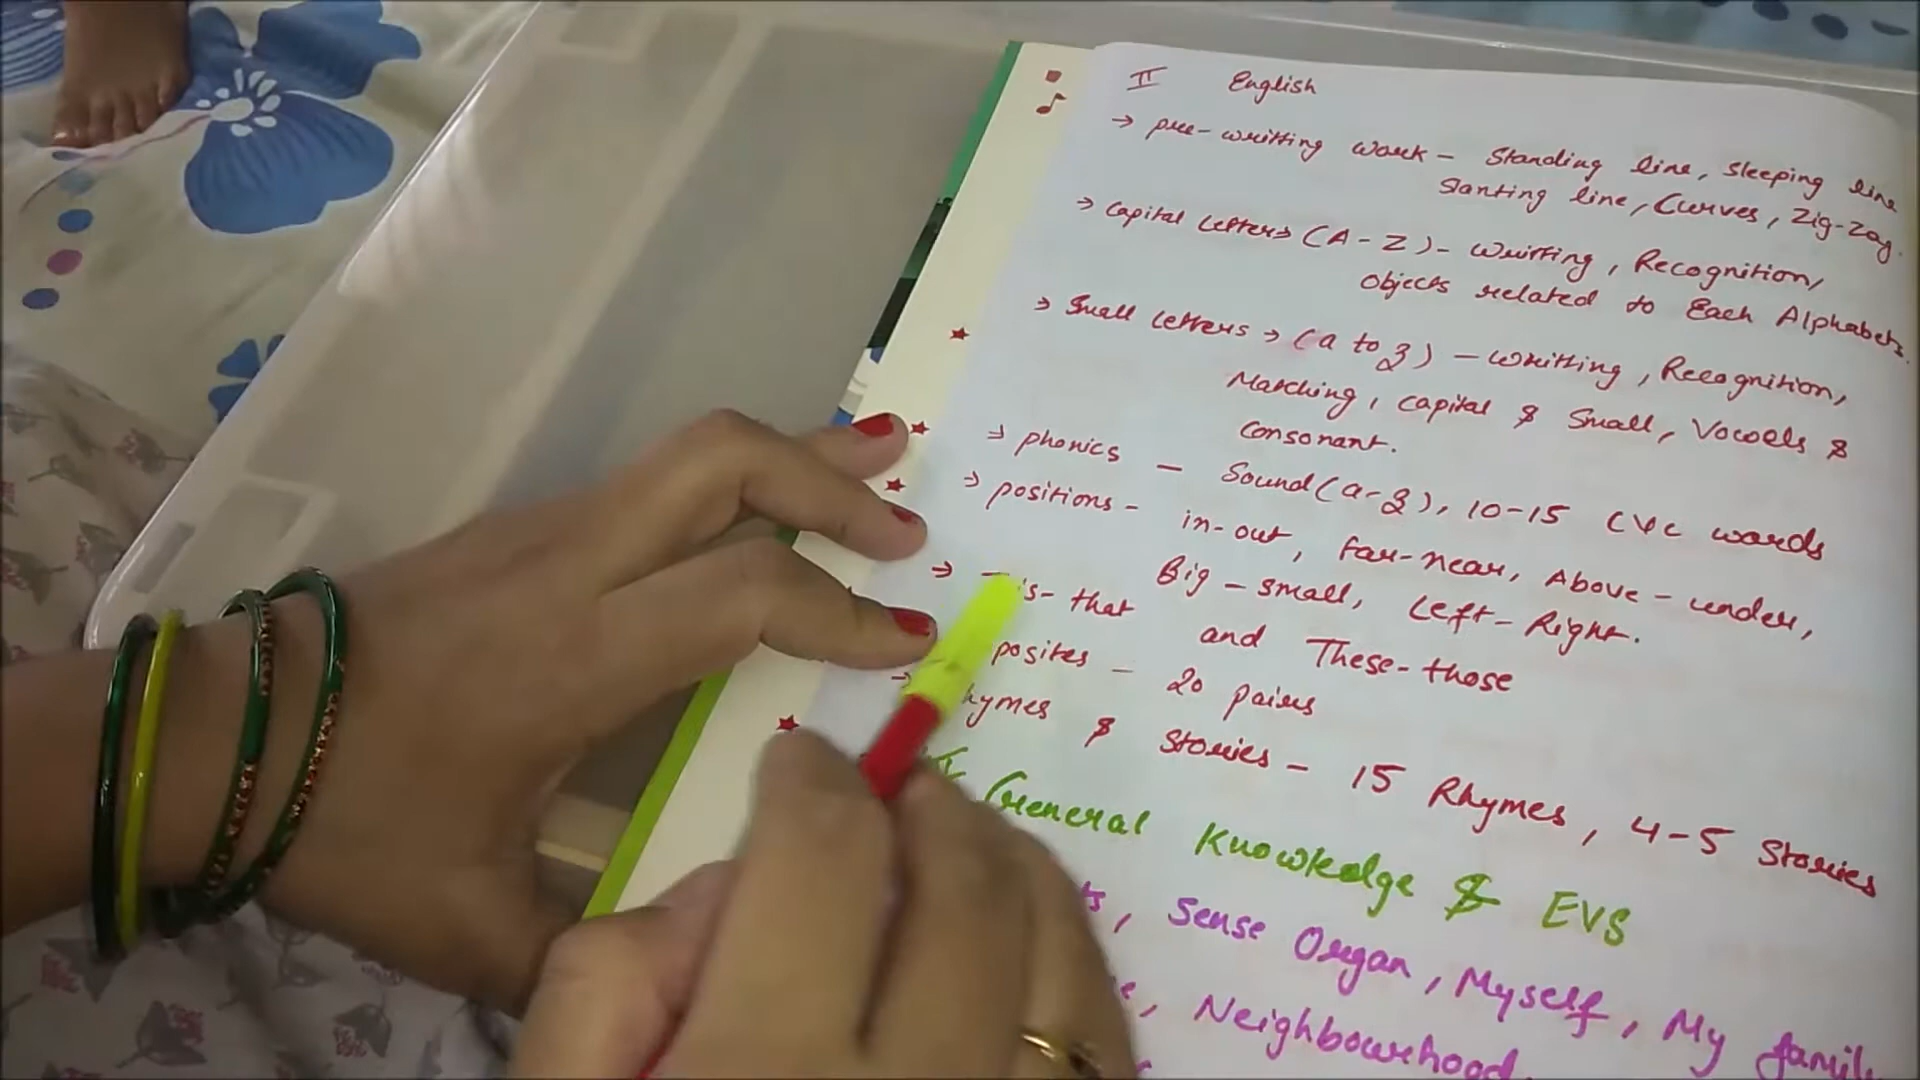 II English
→ pre-writting work - Standing line, Sleeping line
Slanting line, Curves, Zig-Zag.
→ Capital Letters (A-Z) - Writting, Recognition,
Objects related to Each Alphabets.
→ Small Letters → (a to z) - writting, Recognition,
Matching, Capital & Small, Vowels &
Consonant.
→ phonics - Sound (a-z), 10-15 CVC words
→ positions - in-out, far-near, Above-under,
Big-small, Left-Right.
→ is-that and These-those
posites - 20 pairs
→ hymes & Stories - 15 Rhymes, 4-5 Stories
General Knowledge & EVS
ts, Sense Organ, Myself, My family
e, Neighbourhood,